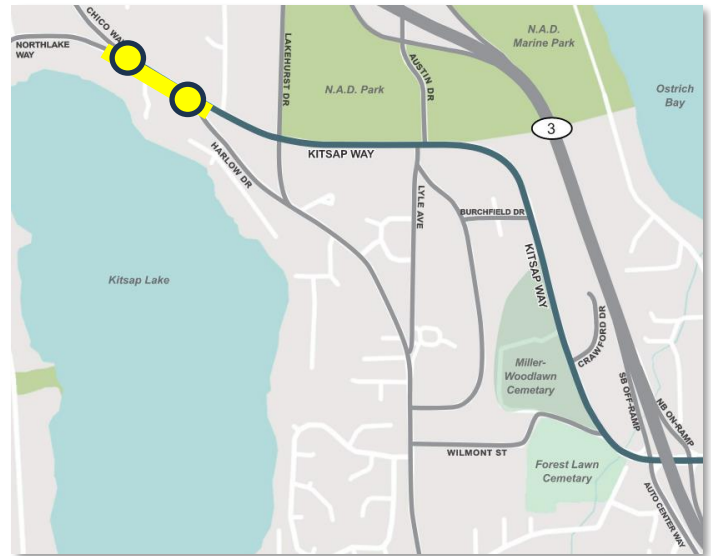 CHICO WAY
NORTHLAKE
WAY
LAKEHURST DR
N.A.D. Park
AUSTIN DR
N.A.D.
Marine Park
Ostrich
Bay
3
HARLOW DR
KITSAP WAY
LYLE AVE
BURCHFIELD DR
KITSAP WAY
Kitsap Lake
CRAWFORD DR
Miller-
Woodlawn
Cemetery
SB OFF-RAMP
NB ON-RAMP
WILMONT ST
Forest Lawn
Cemetery
AUTO CENTER WAY